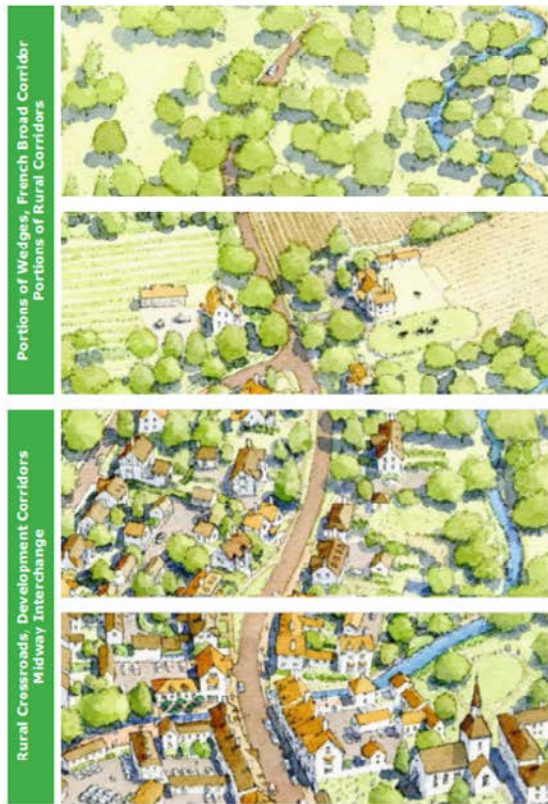 Portions of Wedges, French Broad Corridor
Portions of Rural Corridors
Rural Crossroads, Development Corridors
Midway Interchange